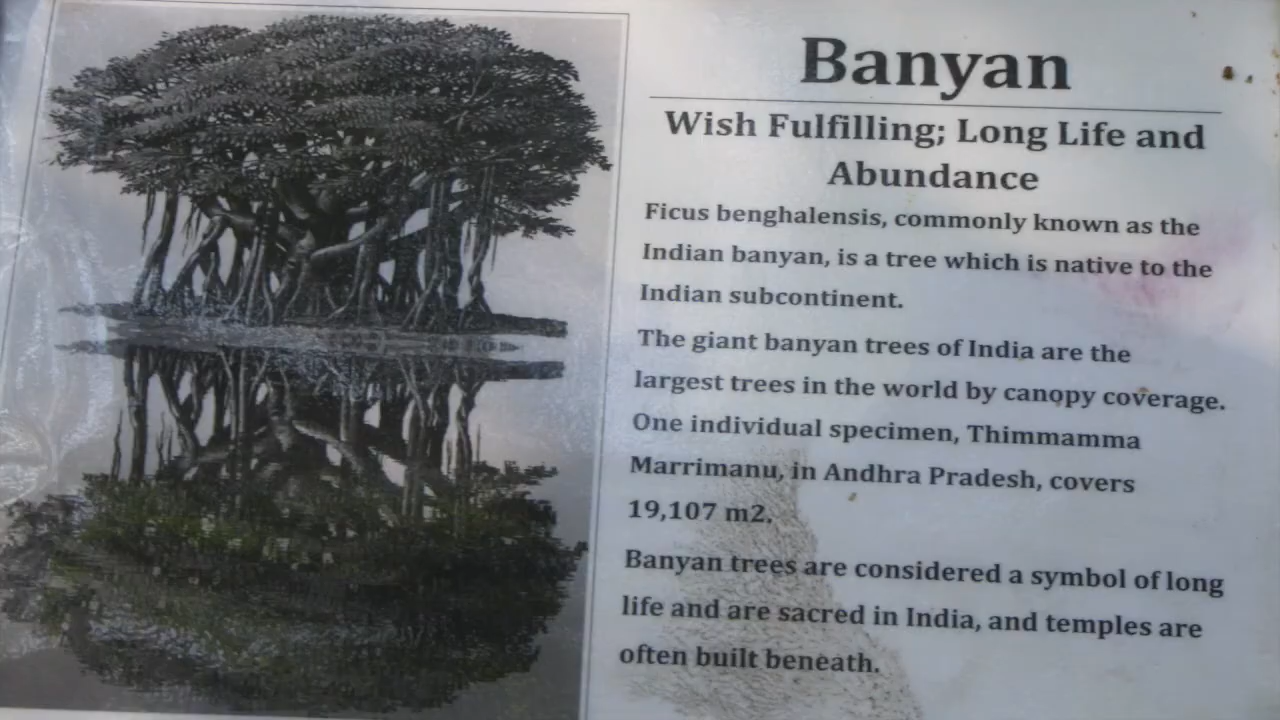 Banyan
Wish Fulfilling; Long Life and
Abundance
Ficus benghalensis, commonly known as the
Indian banyan, is a tree which is native to the
Indian subcontinent.
The giant banyan trees of India are the
largest trees in the world by canopy coverage.
One individual specimen, Thimmamma
Marrimanu, in Andhra Pradesh, covers
19,107 m2.
Banyan trees are considered a symbol of long
life and are sacred in India, and temples are
often built beneath.